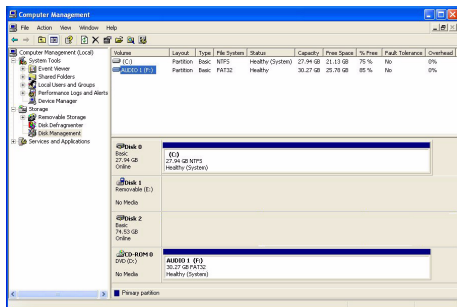 Computer Management
File Action View Window Help
Computer Management (Local)
System Tools
Event Viewer
Shared Folders
Local Users and Groups
Performance Logs and Alerts
Device Manager
Storage
Removable Storage
Disk Defragmenter
Disk Management
Services and Applications
Volume Layout Type File System Status Capacity Free Space % Free Fault Tolerance Overhead
(C:) Partition Basic NTFS Healthy (System) 27.94 GB 21.13 GB 75 % No 0%
AUDIO 1 (F:) Partition Basic FAT32 Healthy 30.27 GB 25.78 GB 85 % No 0%
Disk 0
Basic
27.94 GB
Online
(C:)
27.94 GB NTFS
Healthy (System)
Disk 1
Removable (E:)
No Media
Disk 2
Basic
74.53 GB
Online
CD-ROM 0
DVD (D:)
No Media
AUDIO 1 (F:)
30.27 GB FAT32
Healthy (System)
Primary partition